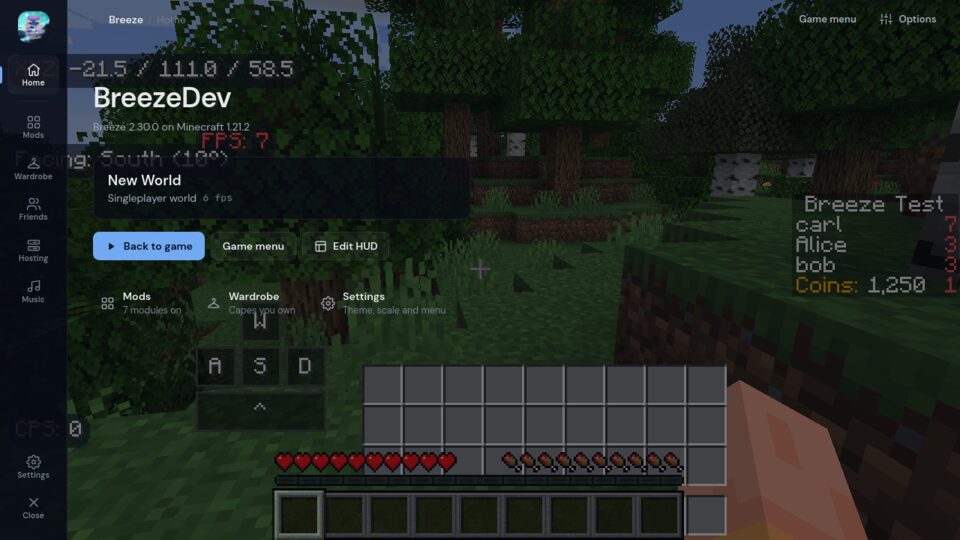 Breeze / Home
Game menu
Options
Home
Mods
Wardrobe
Friends
Hosting
Music
Settings
Close
-21.5 / 111.0 / 58.5
BreezeDev
Breeze 2.30.0 on Minecraft 1.21.2
FPS: 7
Facing: South (10°)
New World
Singleplayer world 6 fps
Back to game
Game menu
Edit HUD
Mods
7 modules on
Wardrobe
Capes you own
Settings
Theme, scale and menu
W
A S D
^
CPS: 0
Breeze Test
carl 7
Alice 3
bob 3
Coins: 1,250 1